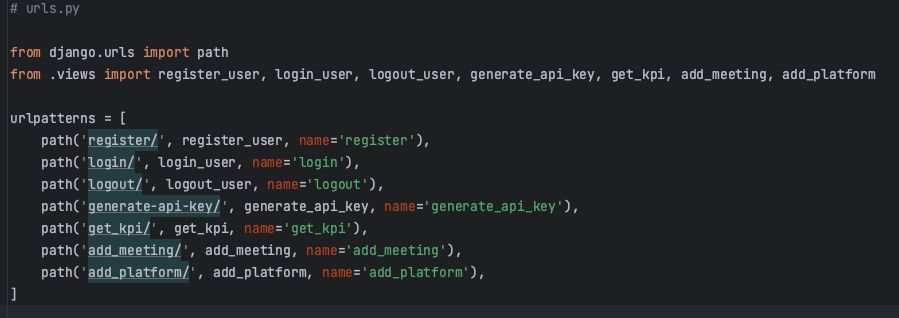 # urls.py
from django.urls import path
from .views import register_user, login_user, logout_user, generate_api_key, get_kpi, add_meeting, add_platform
urlpatterns = [
    path('register/', register_user, name='register'),
    path('login/', login_user, name='login'),
    path('logout/', logout_user, name='logout'),
    path('generate-api-key/', generate_api_key, name='generate_api_key'),
    path('get_kpi/', get_kpi, name='get_kpi'),
    path('add_meeting/', add_meeting, name='add_meeting'),
    path('add_platform/', add_platform, name='add_platform'),
]